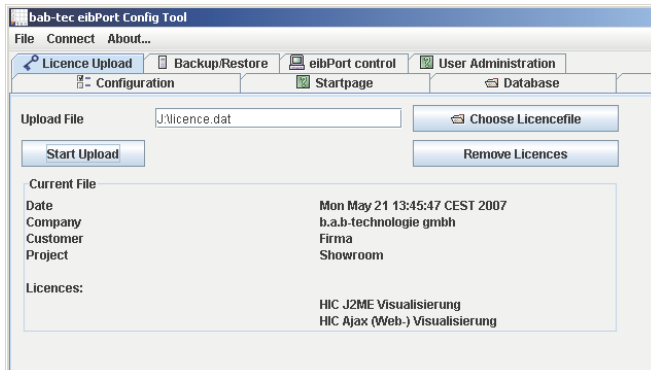 bab-tec eibPort Config Tool
File Connect About...
Licence Upload Backup/Restore eibPort control User Administration
Configuration Startpage Database
Upload File J:\licence.dat Choose Licencefile
Start Upload Remove Licences
Current File
Date Mon May 21 13:45:47 CEST 2007
Company b.a.b-technologie gmbh
Customer Firma
Project Showroom
Licences:
HIC J2ME Visualisierung
HIC Ajax (Web-) Visualisierung